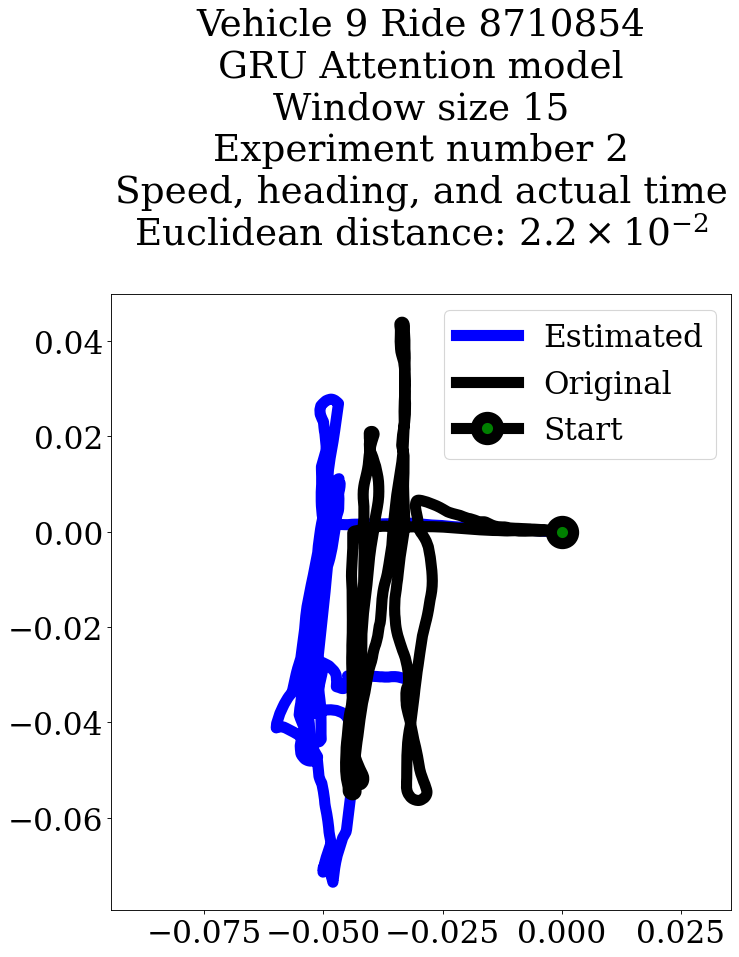 Vehicle 9 Ride 8710854
GRU Attention model
Window size 15
Experiment number 2
Speed, heading, and actual time
Euclidean distance: 2.2 × 10⁻²
Estimated
Original
Start
0.04
0.02
0.00
−0.02
−0.04
−0.06
−0.075 −0.050 −0.025 0.000 0.025